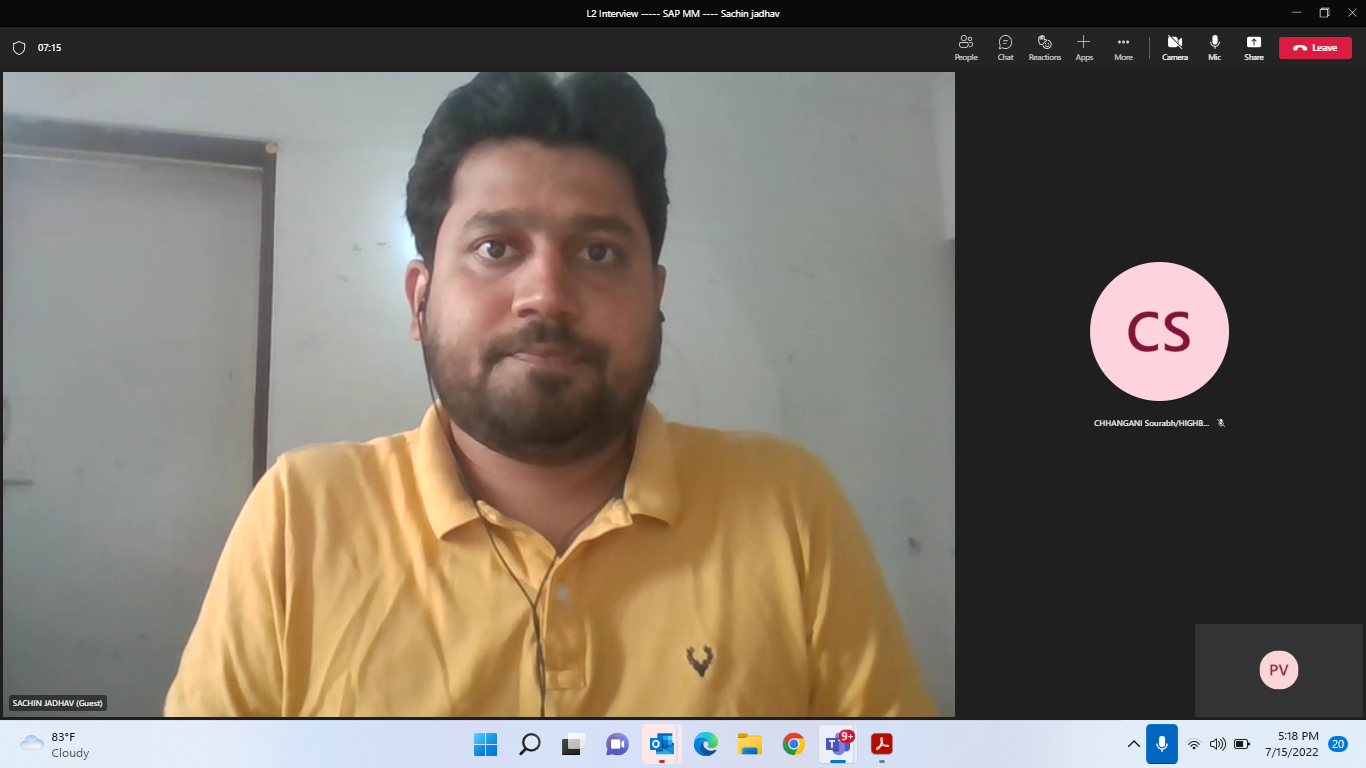 L2 Interview ----- SAP MM ---- Sachin jadhav
07:15
People
Chat
Reactions
Apps
More
Camera
Mic
Share
Leave
CS
CHHANGANI Sourabh/HIGHB...
PV
SACHIN JADHAV (Guest)
83°F
Cloudy
9+
5:18 PM
7/15/2022
20